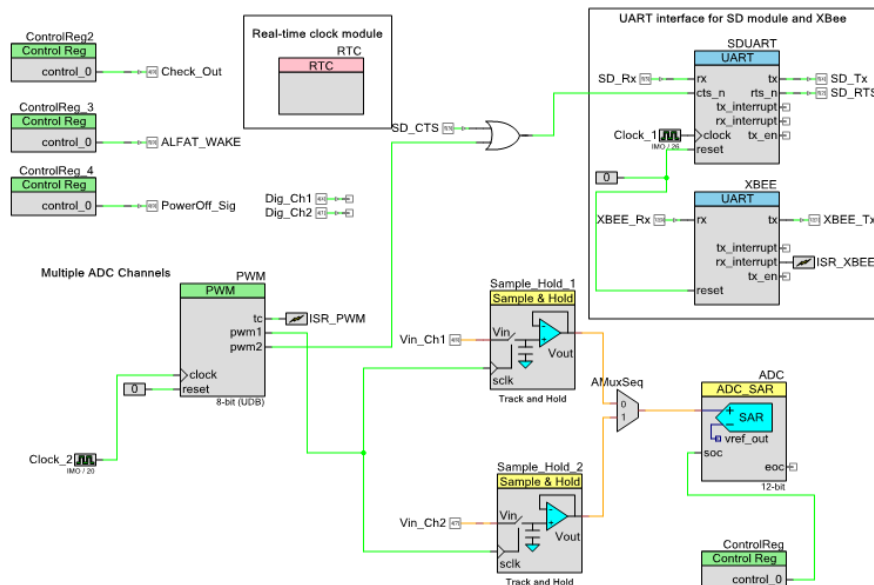 ControlReg2
Control Reg
control_0
Check_Out
ControlReg_3
Control Reg
control_0
ALFAT_WAKE
ControlReg_4
Control Reg
control_0
PowerOff_Sig
Real-time clock module
RTC
RTC
SD_CTS
Dig_Ch1
Dig_Ch2
UART interface for SD module and XBee
SDUART
UART
SD_Rx
rx
tx
SD_Tx
cts_n
rts_n
SD_RTS
tx_interrupt
rx_interrupt
Clock_1
clock
tx_en
IMO / 26
reset
0
XBEE
UART
XBEE_Rx
rx
tx
XBEE_Tx
tx_interrupt
rx_interrupt
ISR_XBEE
tx_en
reset
Multiple ADC Channels
PWM
PWM
tc
ISR_PWM
pwm1
pwm2
clock
0
reset
8-bit (UDB)
Clock_2
IMO / 20
Sample_Hold_1
Sample & Hold
Vin_Ch1
Vin
Vout
sclk
Track and Hold
AMuxSeq
0
1
Sample_Hold_2
Sample & Hold
Vin_Ch2
Vin
Vout
sclk
Track and Hold
ADC
ADC_SAR
SAR
vref_out
soc
eoc
12-bit
ControlReg
Control Reg
control_0